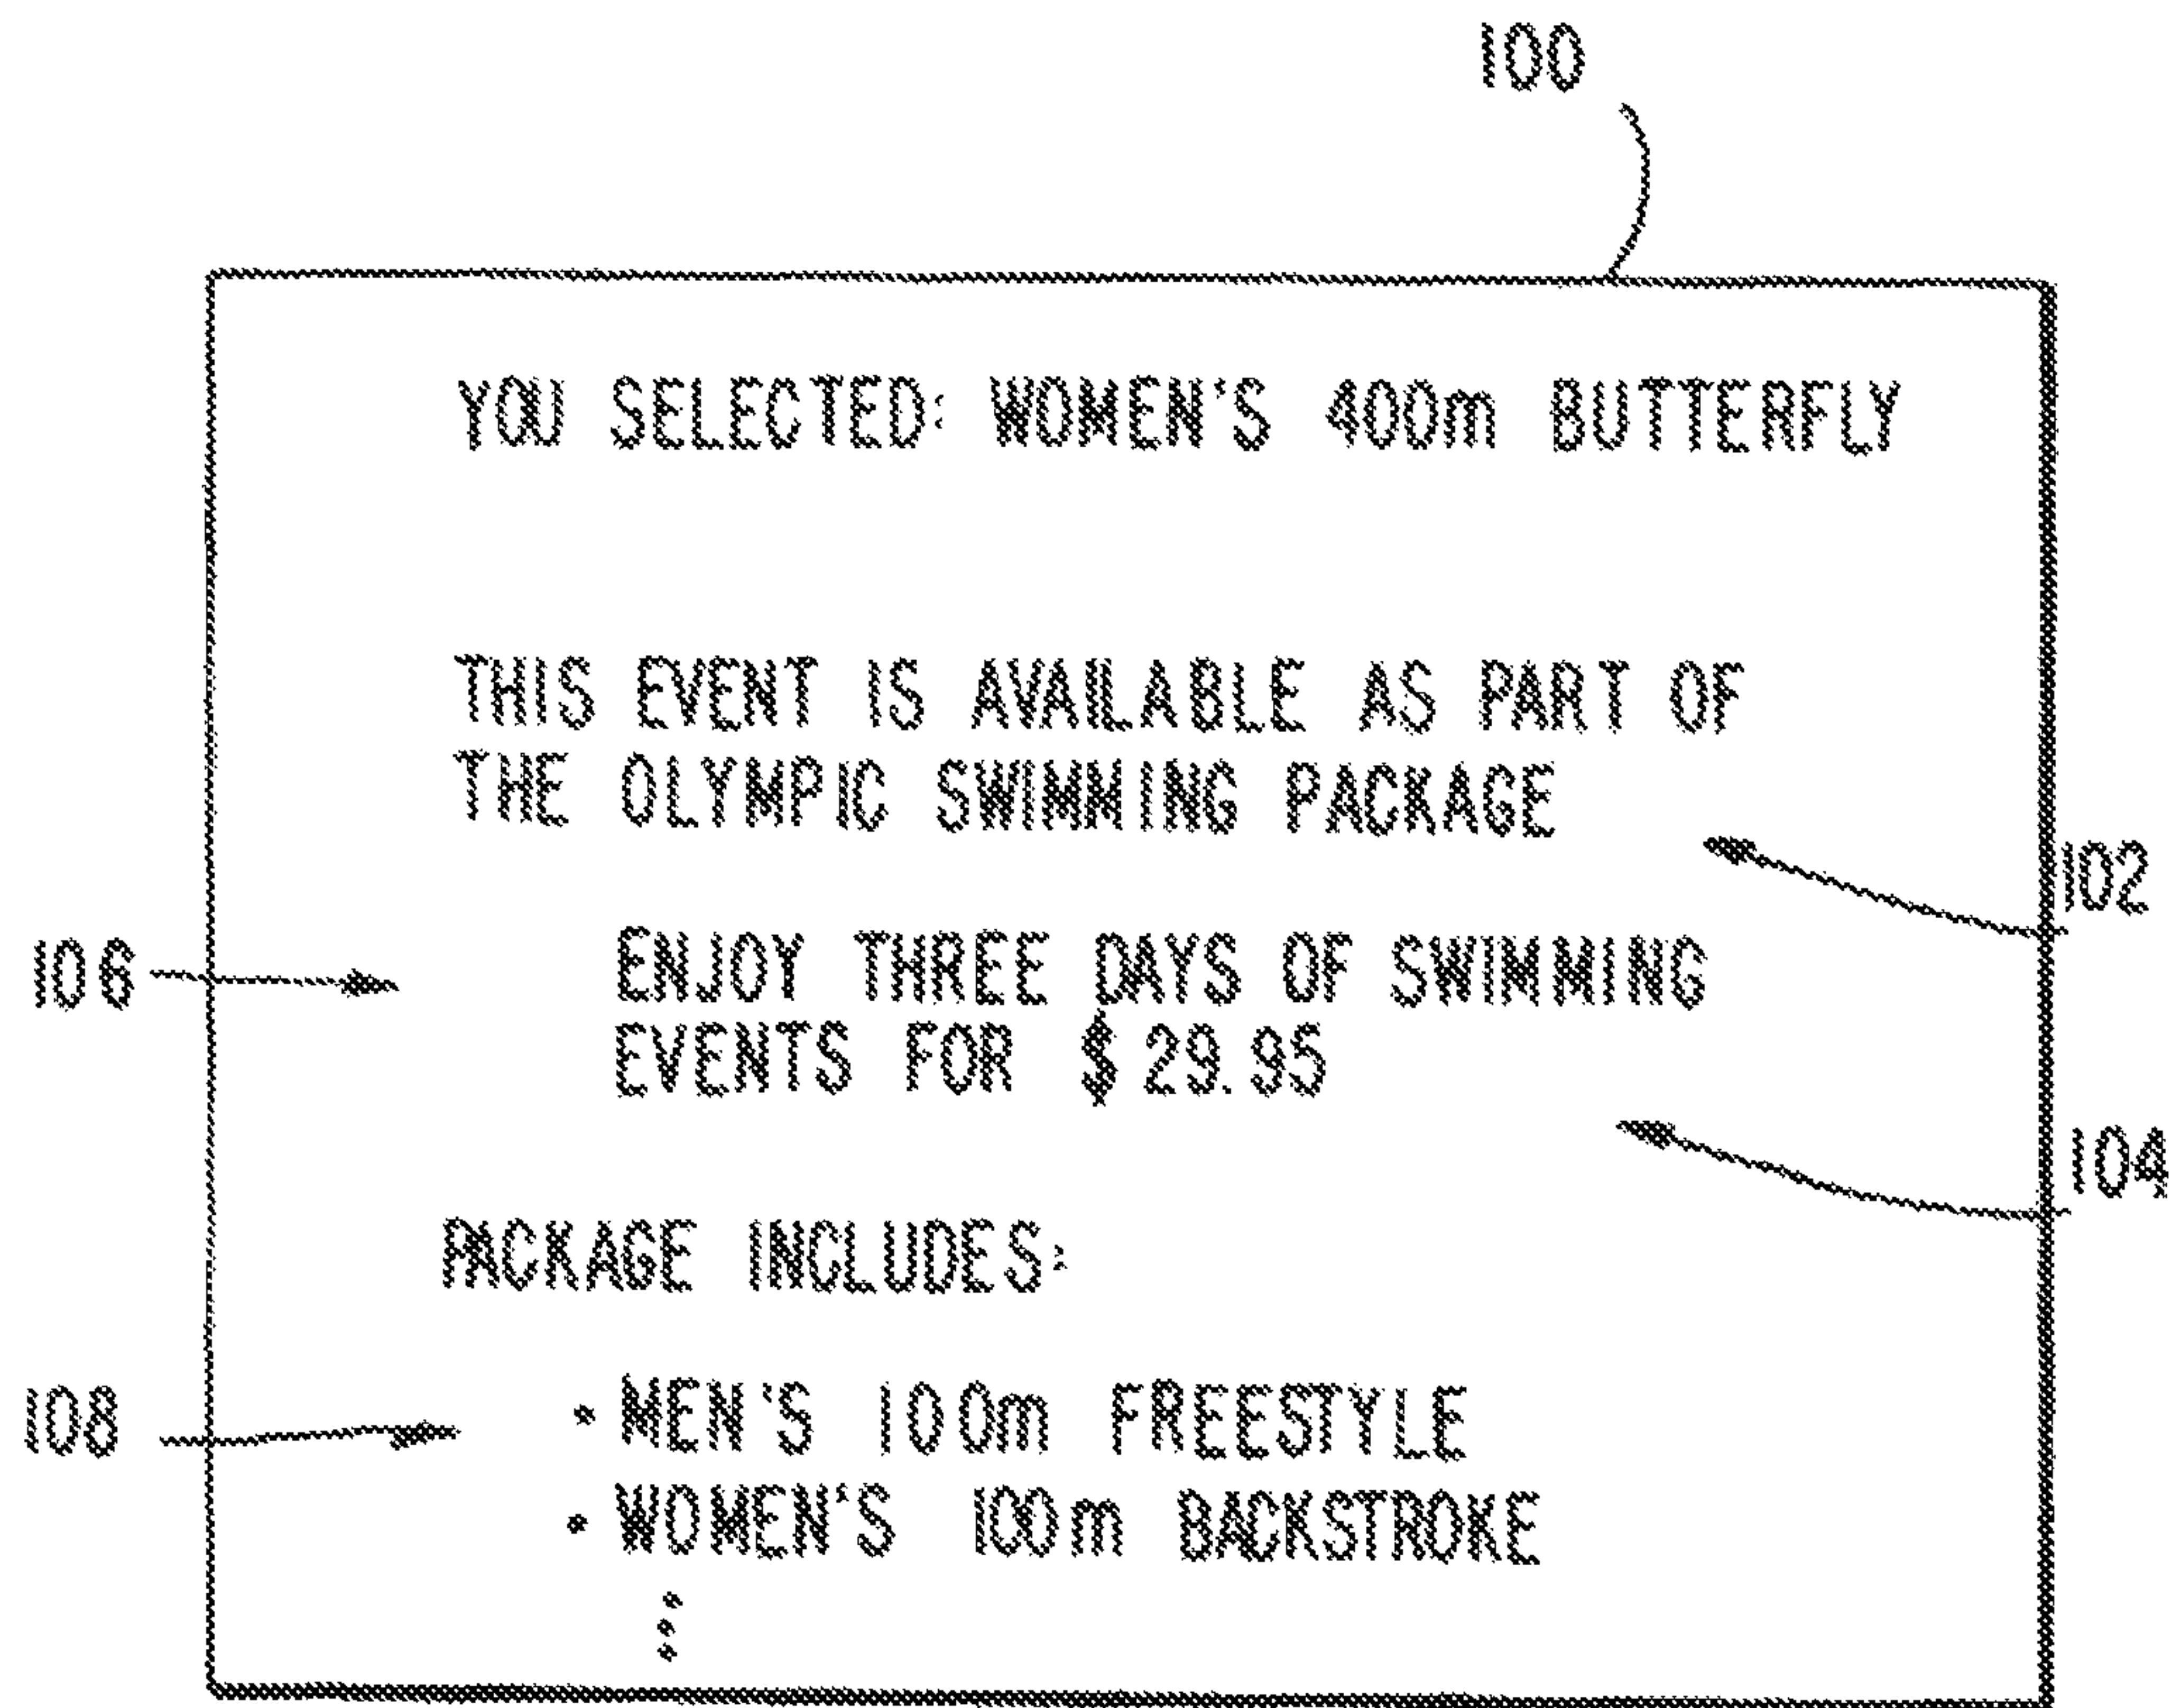 100
YOU SELECTED: WOMEN'S 400m BUTTERFLY
THIS EVENT IS AVAILABLE AS PART OF
THE OLYMPIC SWIMMING PACKAGE
102
106
ENJOY THREE DAYS OF SWIMMING
EVENTS FOR $29.95
104
PACKAGE INCLUDES:
108
• MEN'S 100m FREESTYLE
• WOMEN'S 100m BACKSTROKE